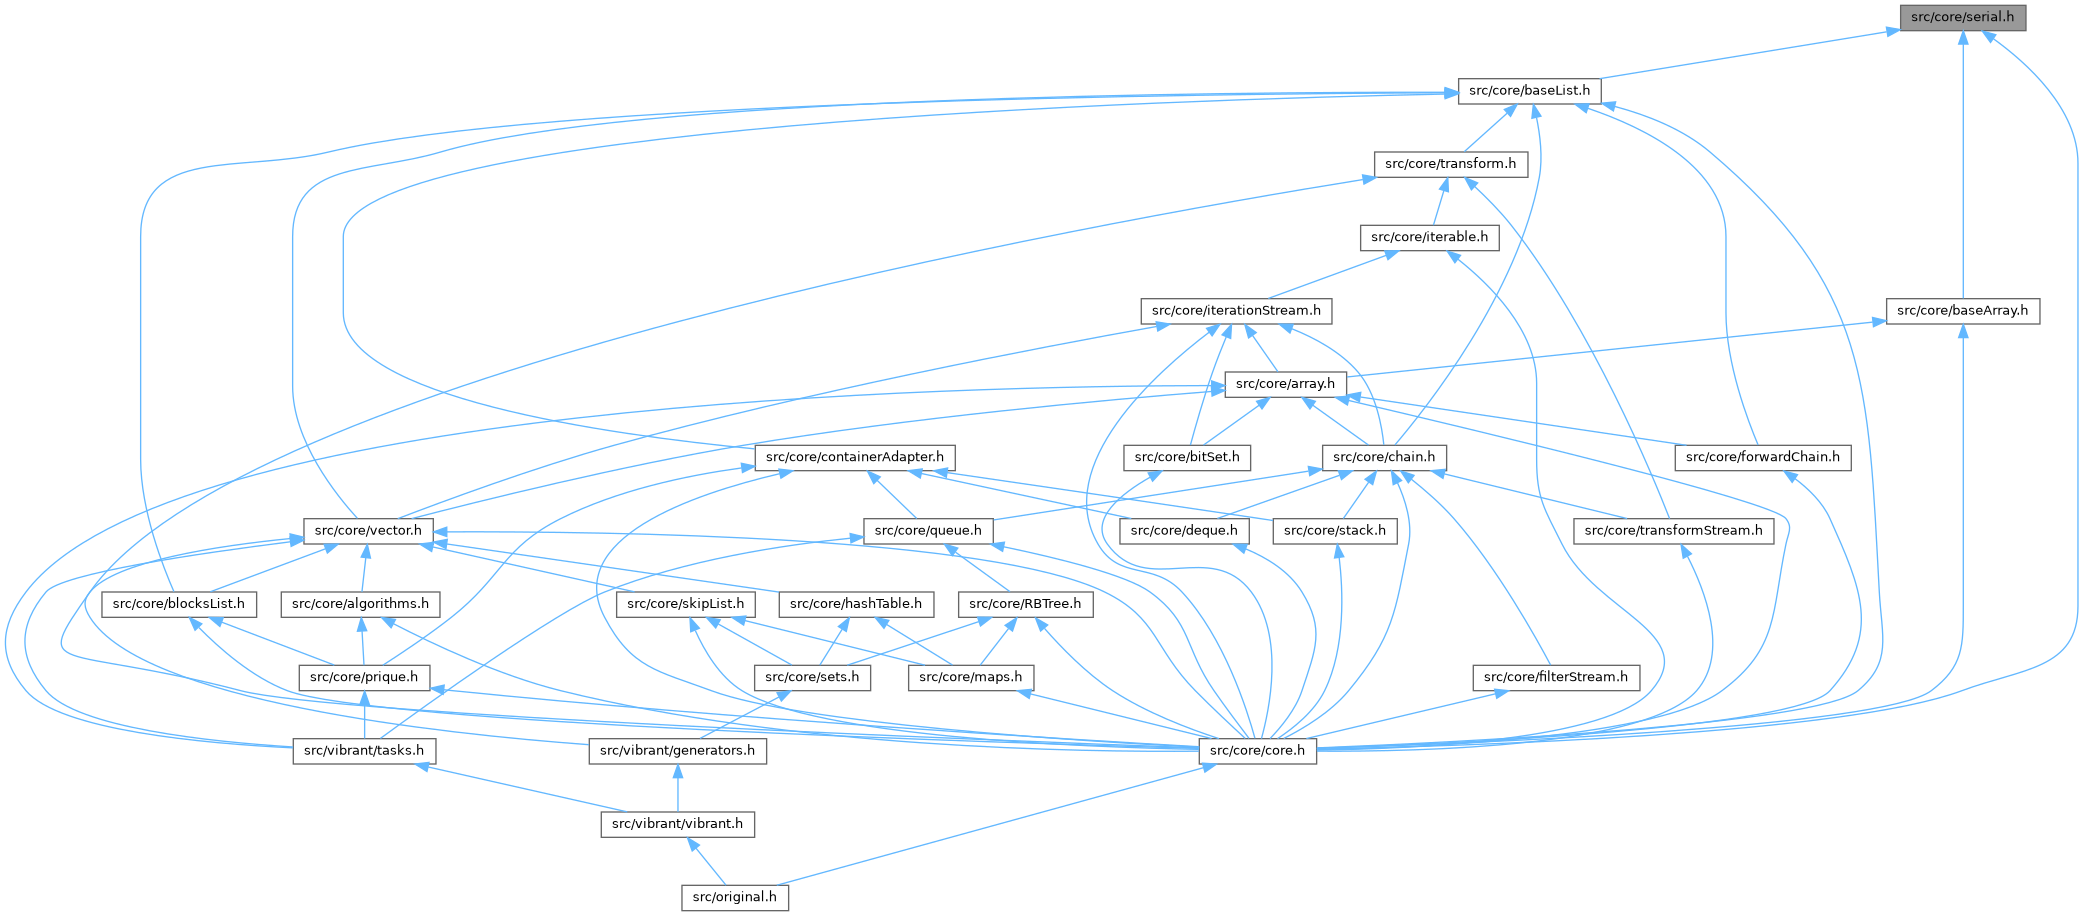 src/core/serial.h
src/core/baseList.h
src/core/transform.h
src/core/iterable.h
src/core/iterationStream.h
src/core/baseArray.h
src/core/array.h
src/core/containerAdapter.h
src/core/bitSet.h
src/core/chain.h
src/core/forwardChain.h
src/core/vector.h
src/core/queue.h
src/core/deque.h
src/core/stack.h
src/core/transformStream.h
src/core/blocksList.h
src/core/algorithms.h
src/core/skipList.h
src/core/hashTable.h
src/core/RBTree.h
src/core/prique.h
src/core/sets.h
src/core/maps.h
src/core/filterStream.h
src/vibrant/tasks.h
src/vibrant/generators.h
src/core/core.h
src/vibrant/vibrant.h
src/original.h